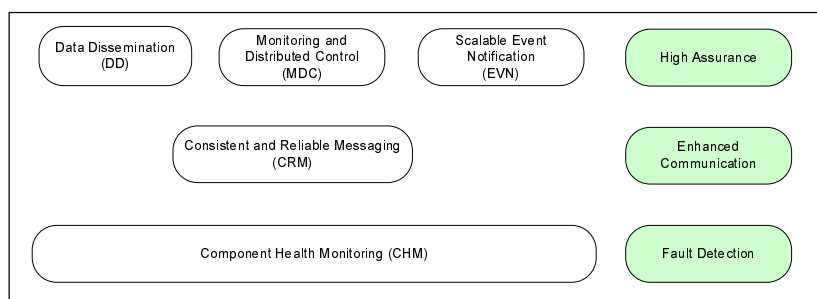 Data Dissemination
(DD)
Monitoring and
Distributed Control
(MDC)
Scalable Event
Notification
(EVN)
High Assurance
Consistent and Reliable Messaging
(CRM)
Enhanced
Communication
Component Health Monitoring (CHM)
Fault Detection